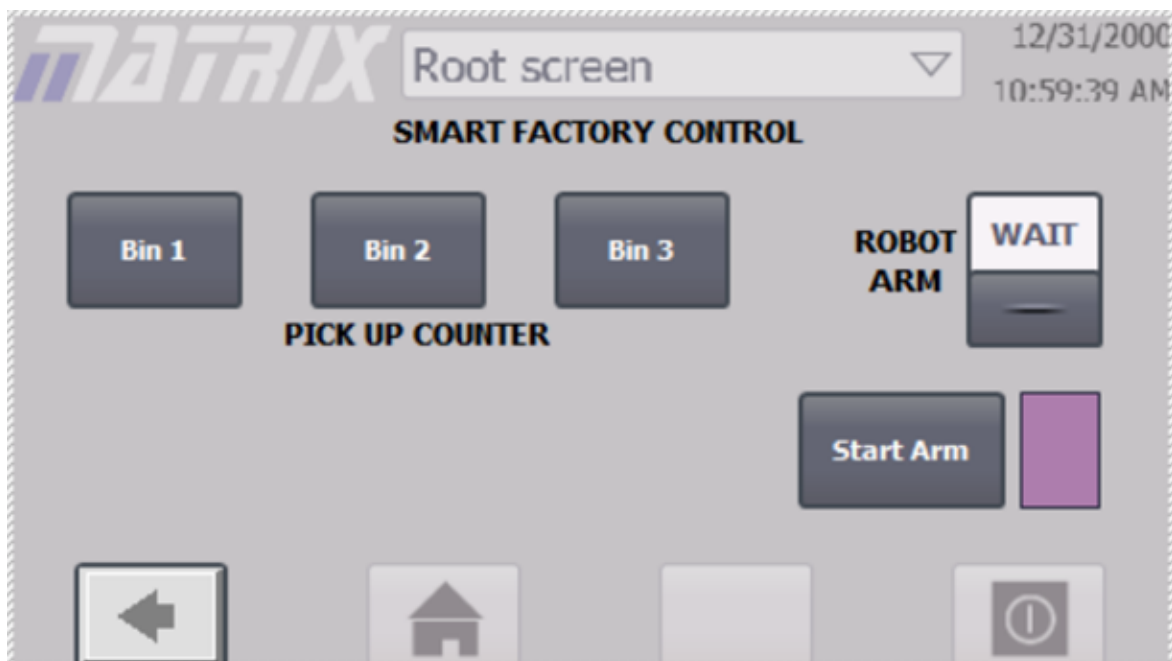 MATRIX
Root screen
12/31/2000
10:59:39 AM
SMART FACTORY CONTROL
Bin 1
Bin 2
Bin 3
ROBOT
ARM
WAIT
PICK UP COUNTER
Start Arm